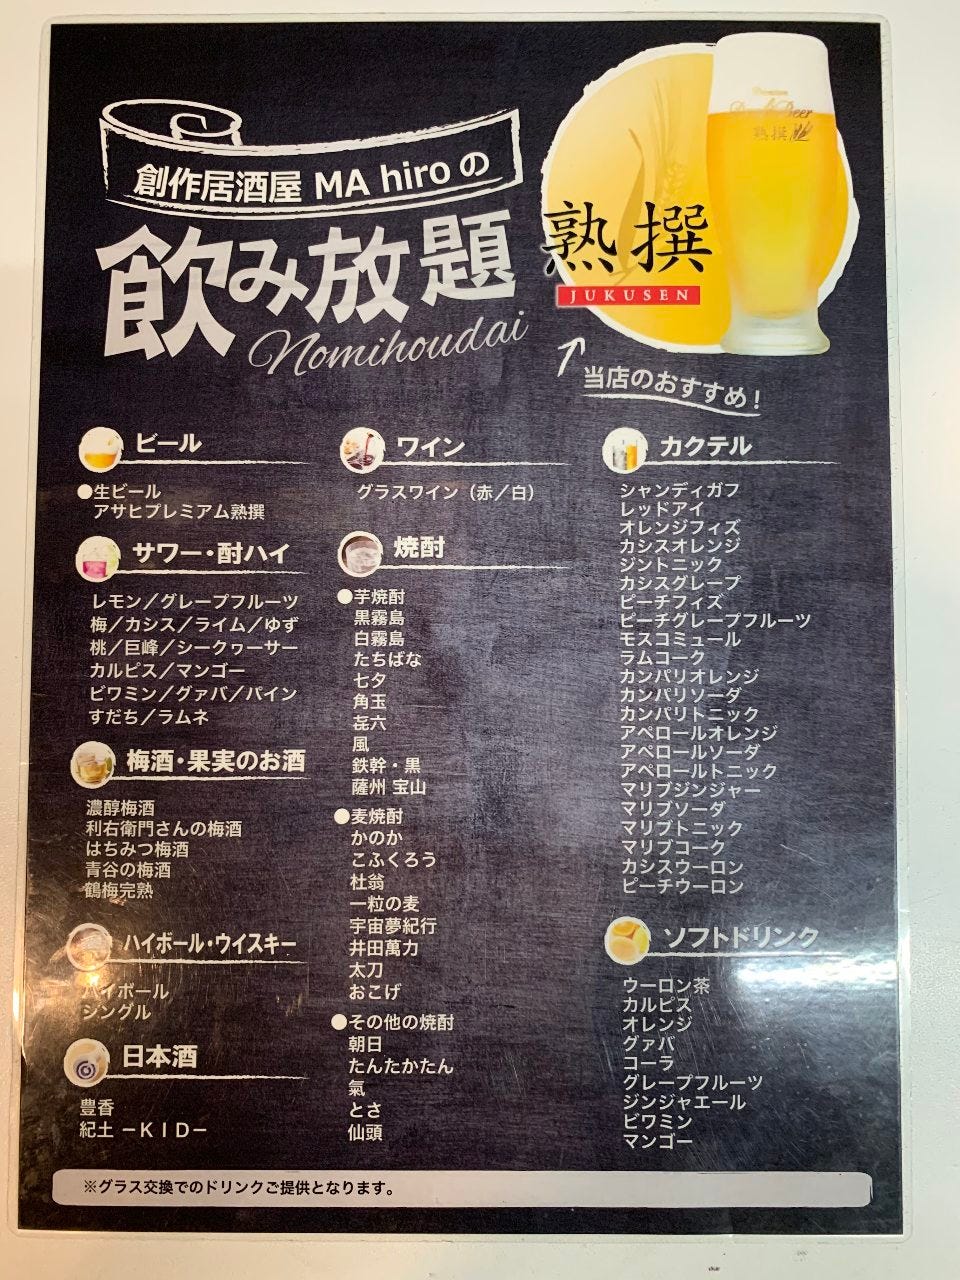 創作居酒屋 MA hiro の
飲み放題
Nomihoudai
熟撰
熟撰
JUKUSEN
当店のおすすめ！
ビール
●生ビール
アサヒプレミアム熟撰
サワー・酎ハイ
レモン／グレープフルーツ
梅／カシス／ライム／ゆず
桃／巨峰／シークヮーサー
カルピス／マンゴー
ビワミン／グァバ／パイン
すだち／ラムネ
梅酒・果実のお酒
濃醇梅酒
利右衛門さんの梅酒
はちみつ梅酒
青谷の梅酒
鶴梅完熟
ハイボール・ウイスキー
ハイボール
シングル
日本酒
豊香
紀土 －ＫＩＤ－
ワイン
グラスワイン（赤／白）
焼酎
●芋焼酎
黒霧島
白霧島
たちばな
七夕
角玉
㐂六
風
鉄幹・黒
薩州 宝山
●麦焼酎
かのか
こふくろう
杜翁
一粒の麦
宇宙夢紀行
井田萬力
太刀
おこげ
●その他の焼酎
朝日
たんたかたん
氣
とさ
仙頭
カクテル
シャンディガフ
レッドアイ
オレンジフィズ
カシスオレンジ
ジントニック
カシスグレープ
ピーチフィズ
ピーチグレープフルーツ
モスコミュール
ラムコーク
カンパリオレンジ
カンパリソーダ
カンパリトニック
アペロールオレンジ
アペロールソーダ
アペロールトニック
マリブジンジャー
マリブソーダ
マリブトニック
マリブコーク
カシスウーロン
ピーチウーロン
ソフトドリンク
ウーロン茶
カルピス
オレンジ
グァバ
コーラ
グレープフルーツ
ジンジャエール
ビワミン
マンゴー
※グラス交換でのドリンクご提供となります。